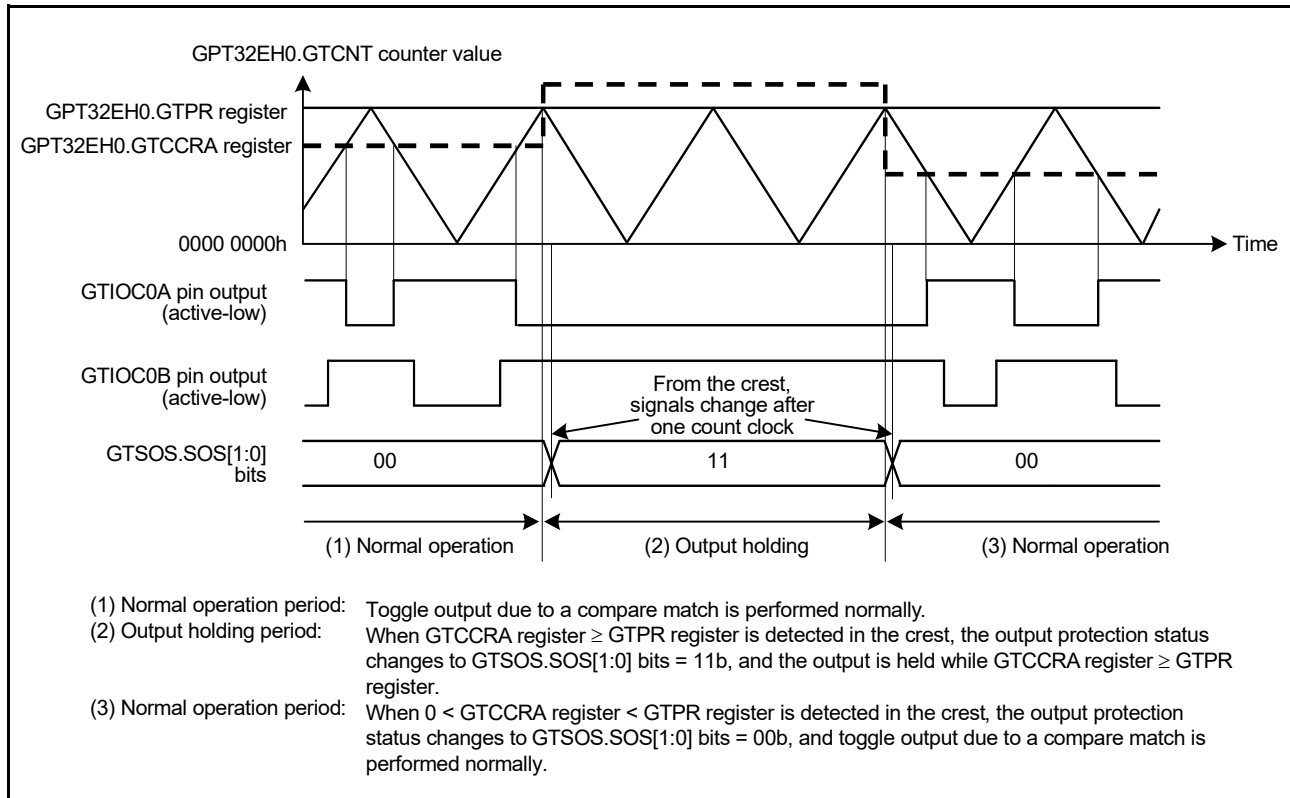 GPT32EH0.GTCNT counter value
GPT32EH0.GTPR register
GPT32EH0.GTCCRA register
0000 0000h
Time
GTIOC0A pin output
(active-low)
GTIOC0B pin output
(active-low)
From the crest,
signals change after
one count clock
GTSOS.SOS[1:0]
bits
00
11
00
(1) Normal operation
(2) Output holding
(3) Normal operation
(1) Normal operation period: Toggle output due to a compare match is performed normally.
(2) Output holding period: When GTCCRA register ≥ GTPR register is detected in the crest, the output protection status
changes to GTSOS.SOS[1:0] bits = 11b, and the output is held while GTCCRA register ≥ GTPR
register.
(3) Normal operation period: When 0 < GTCCRA register < GTPR register is detected in the crest, the output protection
status changes to GTSOS.SOS[1:0] bits = 00b, and toggle output due to a compare match is
performed normally.